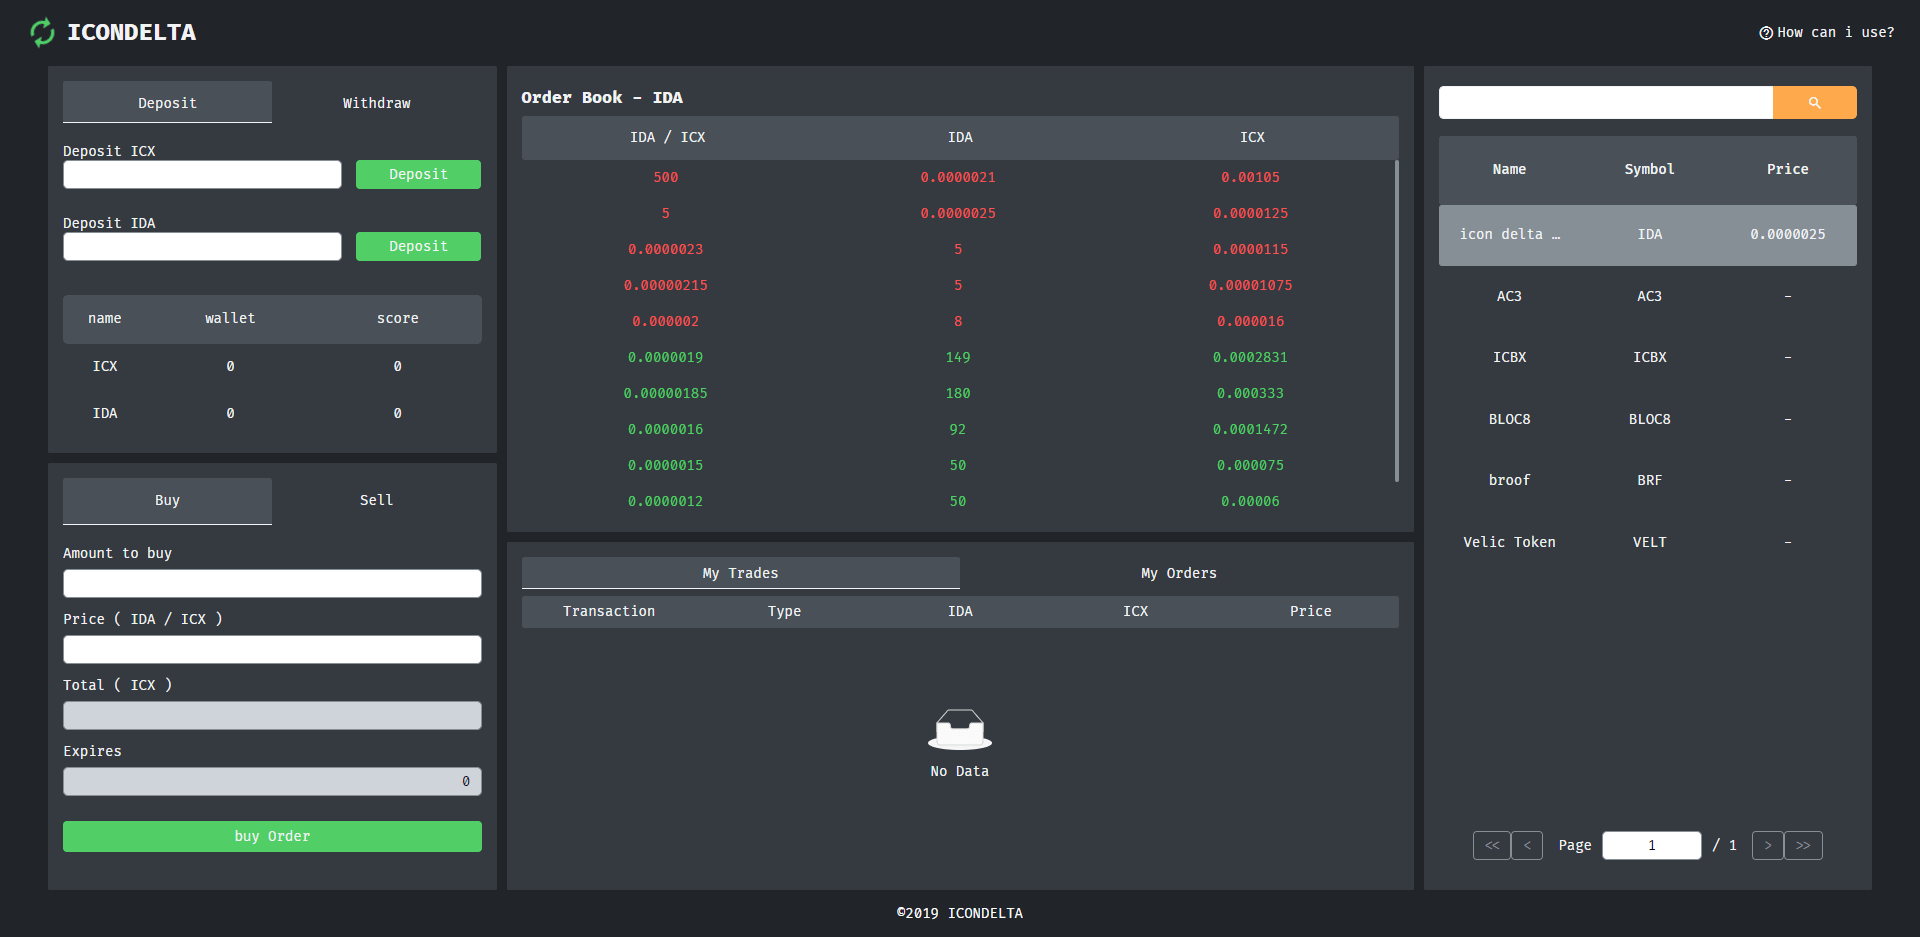 ICONDELTA
How can i use?
Deposit Withdraw
Deposit ICX
Deposit
Deposit IDA
Deposit
name wallet score
ICX 0 0
IDA 0 0
Buy Sell
Amount to buy
Price ( IDA / ICX )
Total ( ICX )
Expires
0
buy Order
Order Book - IDA
IDA / ICX IDA ICX
500 0.0000021 0.00105
5 0.0000025 0.0000125
0.0000023 5 0.0000115
0.00000215 5 0.00001075
0.000002 8 0.000016
0.0000019 149 0.0002831
0.00000185 180 0.000333
0.0000016 92 0.0001472
0.0000015 50 0.000075
0.0000012 50 0.00006
My Trades My Orders
Transaction Type IDA ICX Price
No Data
Name Symbol Price
icon delta … IDA 0.0000025
AC3 AC3 -
ICBX ICBX -
BLOC8 BLOC8 -
broof BRF -
Velic Token VELT -
<< < Page 1 / 1 > >>
©2019 ICONDELTA